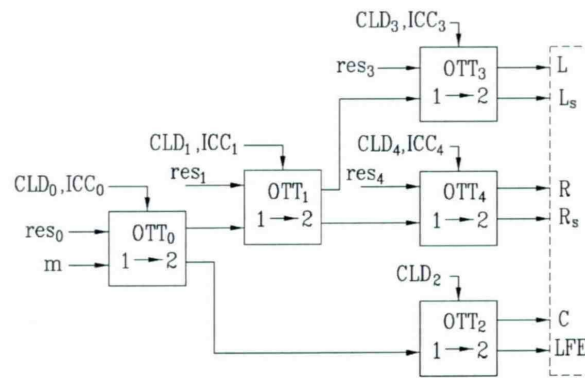 CLD₃,ICC₃
res₃
OTT₃
1 → 2
L
Lₛ
CLD₁,ICC₁
res₁
OTT₁
1 → 2
CLD₄,ICC₄
res₄
OTT₄
1 → 2
R
Rₛ
CLD₀,ICC₀
res₀
m
OTT₀
1 → 2
CLD₂
OTT₂
1 → 2
C
LFE